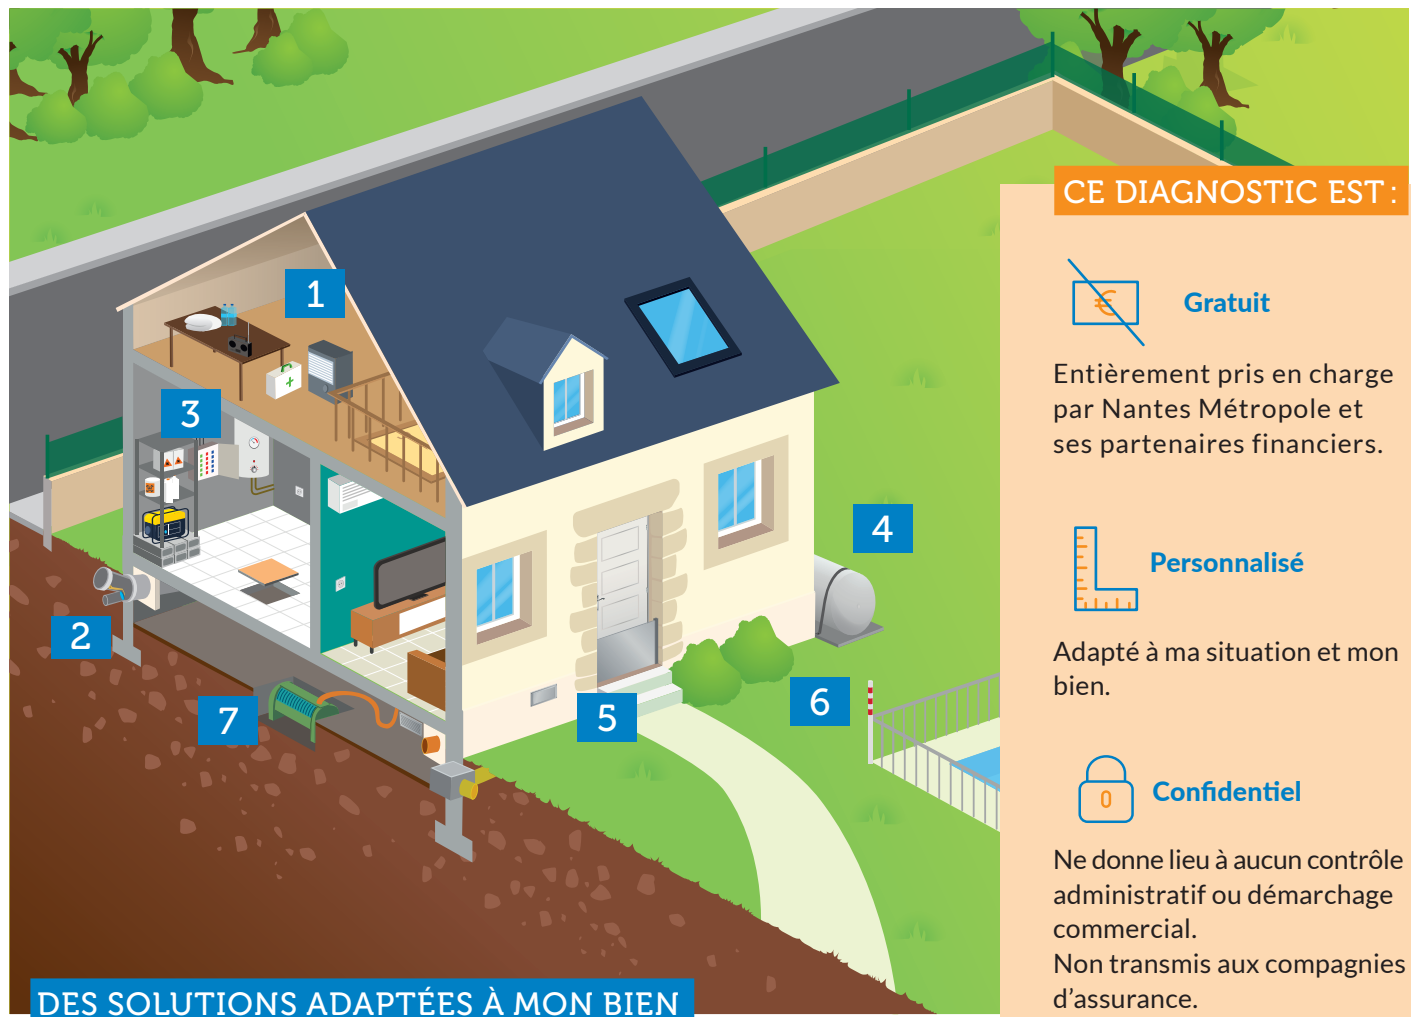 1
3
2
7
5
4
6
CE DIAGNOSTIC EST :
€
Gratuit
Entièrement pris en charge
par Nantes Métropole et
ses partenaires financiers.
Personnalisé
Adapté à ma situation et mon
bien.
Confidentiel
Ne donne lieu à aucun contrôle
administratif ou démarchage
commercial.
Non transmis aux compagnies
d’assurance.
DES SOLUTIONS ADAPTÉES À MON BIEN